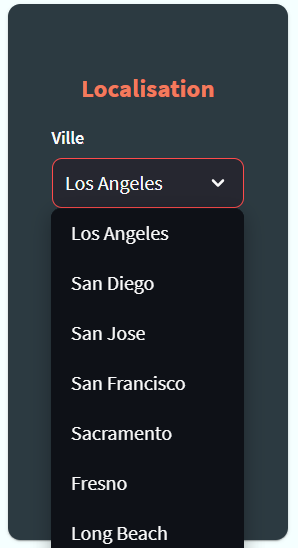 Localisation
Ville
Los Angeles
Los Angeles
San Diego
San Jose
San Francisco
Sacramento
Fresno
Long Beach